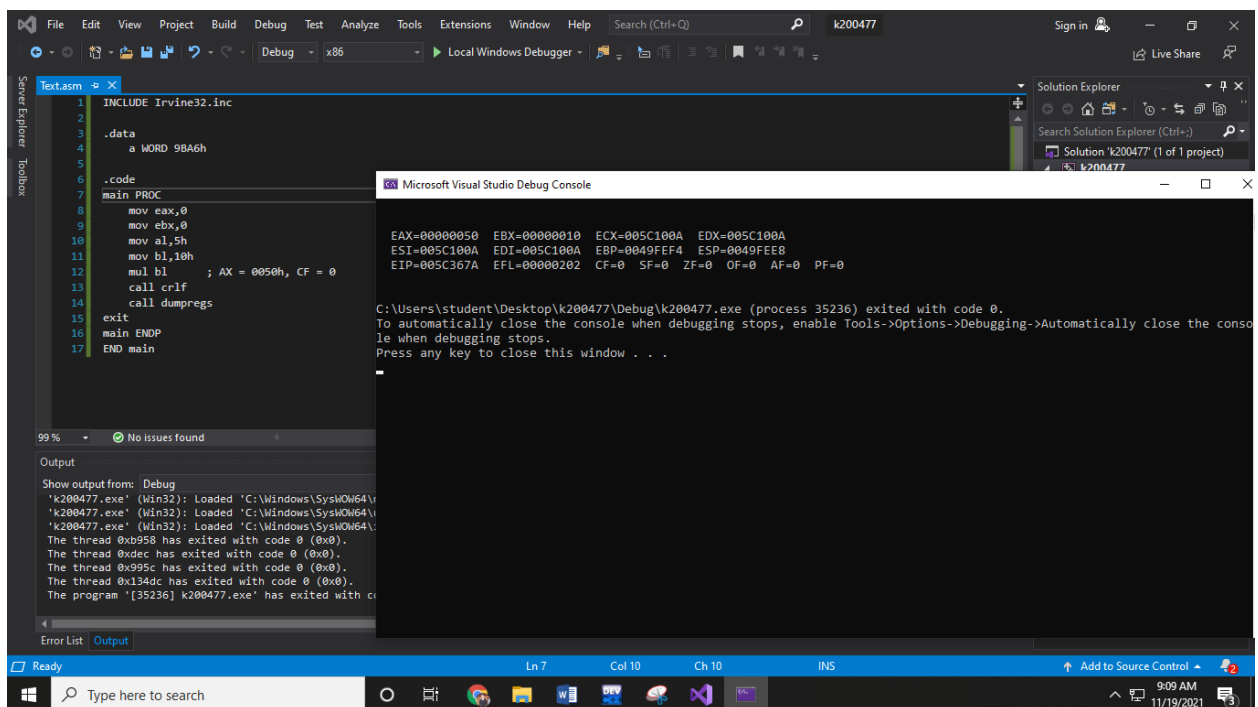 File Edit View Project Build Debug Test Analyze Tools Extensions Window Help Search (Ctrl+Q) k200477 Sign in
Debug x86 Local Windows Debugger Live Share
Server Explorer
Toolbox
Text.asm
1 INCLUDE Irvine32.inc
2
3 .data
4 a WORD 9BA6h
5
6 .code
7 main PROC
8 mov eax,0
9 mov ebx,0
10 mov al,5h
11 mov bl,10h
12 mul bl ; AX = 0050h, CF = 0
13 call crlf
14 call dumpregs
15 exit
16 main ENDP
17 END main
99 % No issues found
Solution Explorer
Search Solution Explorer (Ctrl+;)
Solution 'k200477' (1 of 1 project)
k200477
Microsoft Visual Studio Debug Console
EAX=00000050 EBX=00000010 ECX=005C100A EDX=005C100A
ESI=005C100A EDI=005C100A EBP=0049FEF4 ESP=0049FEE8
EIP=005C367A EFL=00000202 CF=0 SF=0 ZF=0 OF=0 AF=0 PF=0
C:\Users\student\Desktop\k200477\Debug\k200477.exe (process 35236) exited with code 0.
To automatically close the console when debugging stops, enable Tools->Options->Debugging->Automatically close the conso
le when debugging stops.
Press any key to close this window . . .
Output
Show output from: Debug
'k200477.exe' (Win32): Loaded 'C:\Windows\SysWOW64\
'k200477.exe' (Win32): Loaded 'C:\Windows\SysWOW64\
'k200477.exe' (Win32): Loaded 'C:\Windows\SysWOW64\
The thread 0xb958 has exited with code 0 (0x0).
The thread 0xdec has exited with code 0 (0x0).
The thread 0x995c has exited with code 0 (0x0).
The thread 0x134dc has exited with code 0 (0x0).
The program '[35236] k200477.exe' has exited with
Error List Output
Ready Ln 7 Col 10 Ch 10 INS Add to Source Control 2
Type here to search DEV 9:09 AM
11/19/2021 3